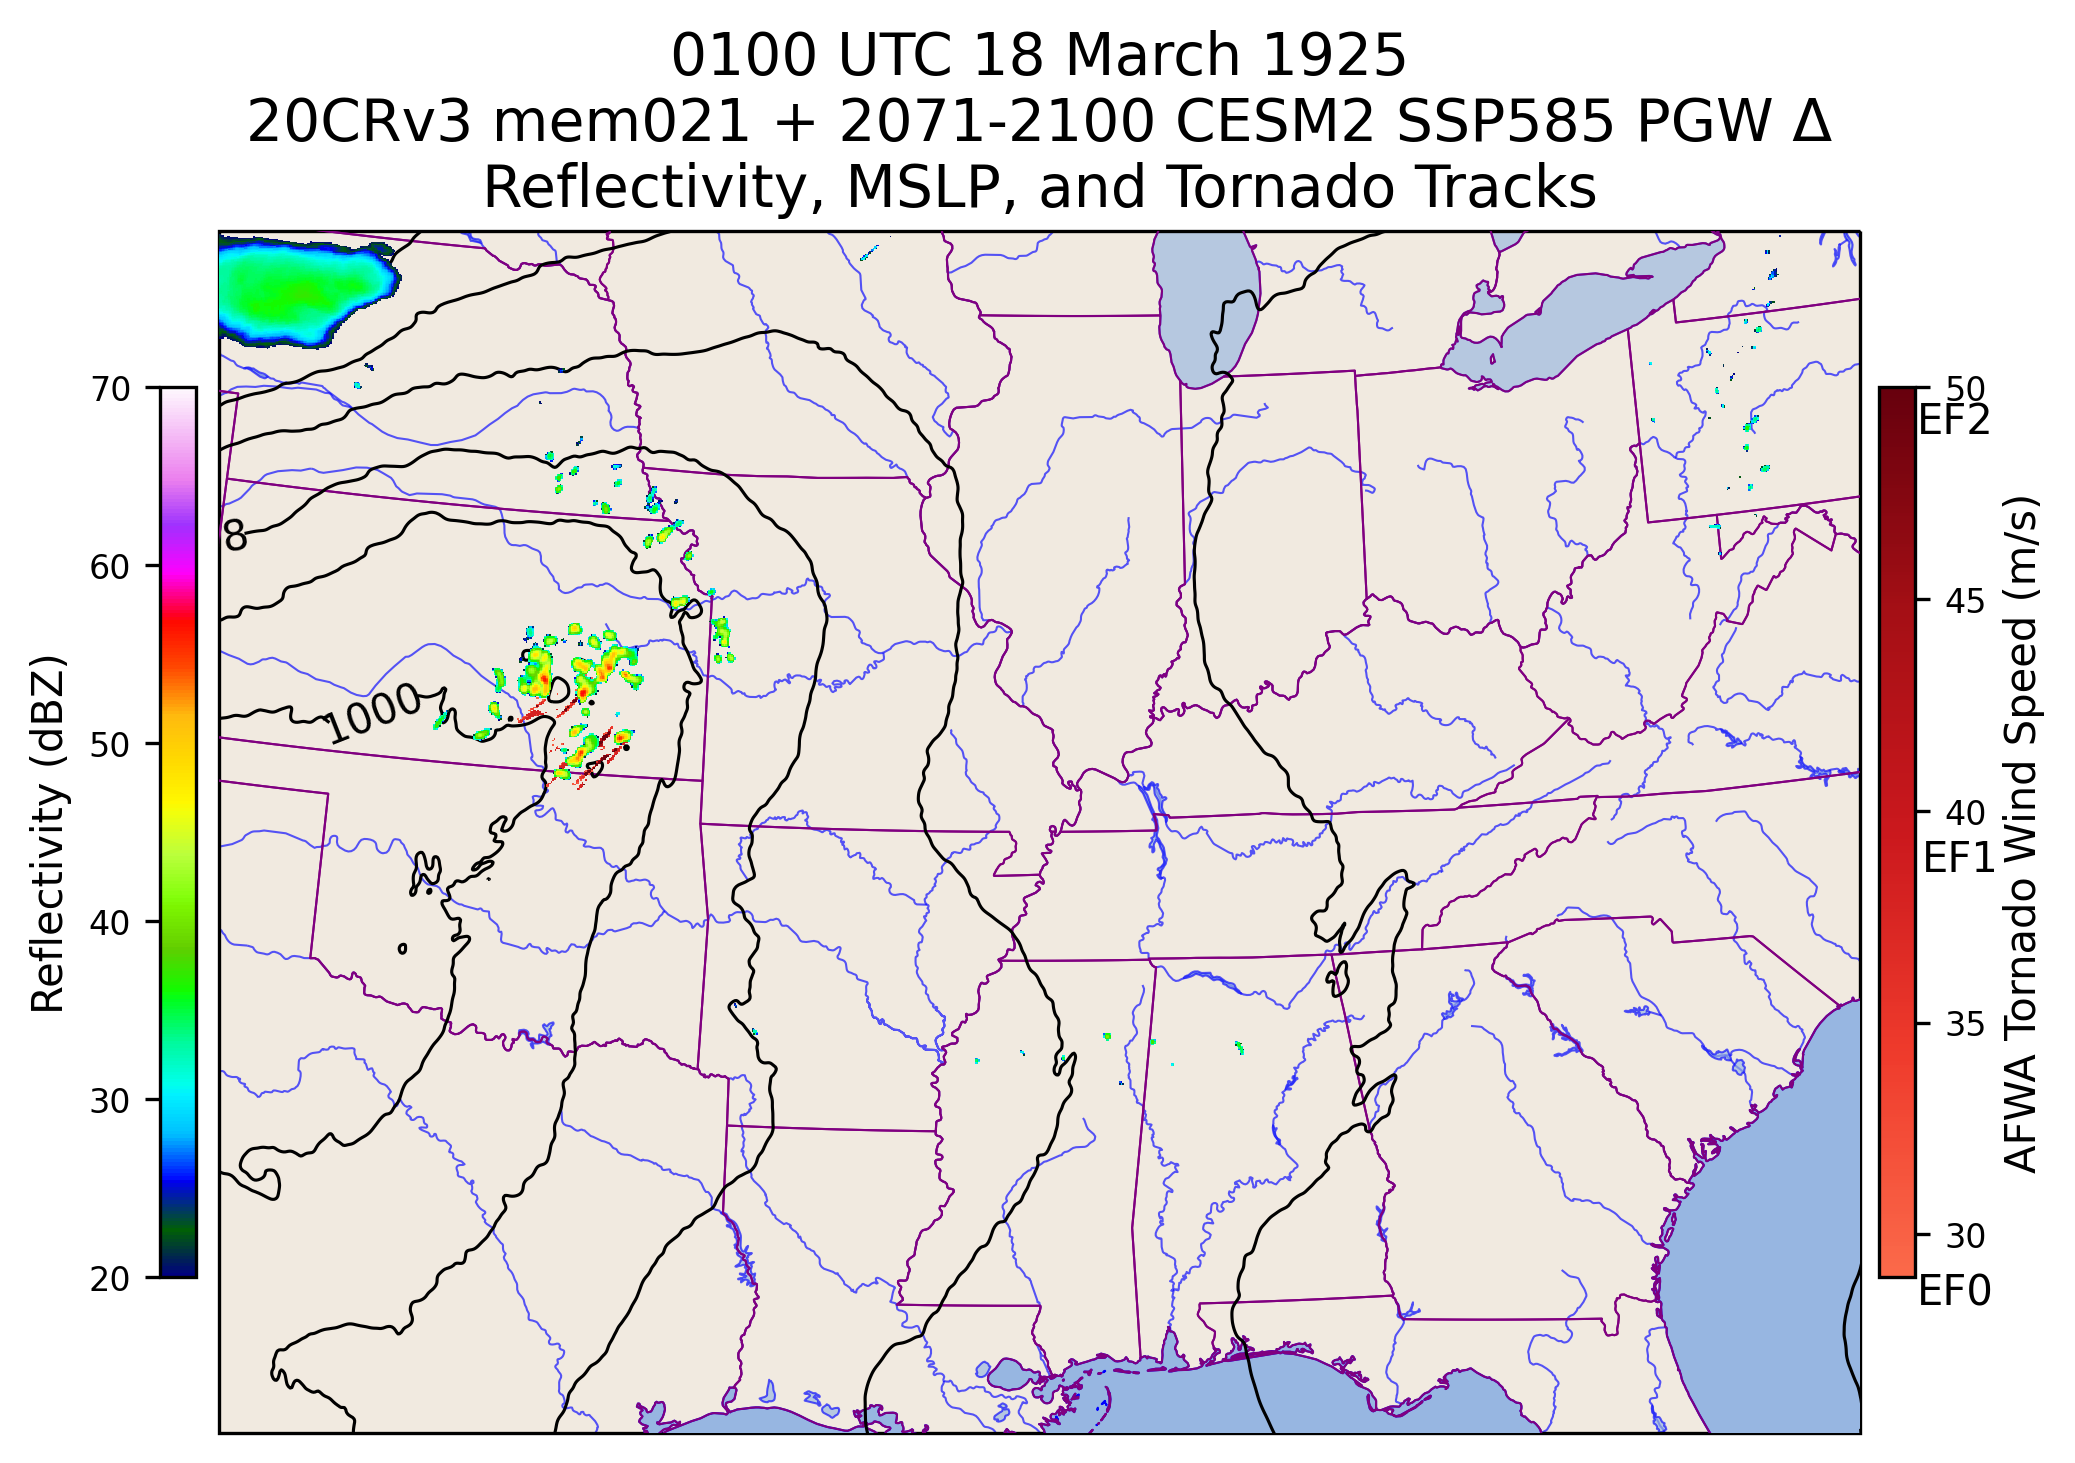 0100 UTC 18 March 1925
20CRv3 mem021 + 2071-2100 CESM2 SSP585 PGW Δ
Reflectivity, MSLP, and Tornado Tracks
70
60
50
40
30
20
Reflectivity (dBZ)
8
1000
50
EF2
45
40
EF1
35
30
EF0
AFWA Tornado Wind Speed (m/s)